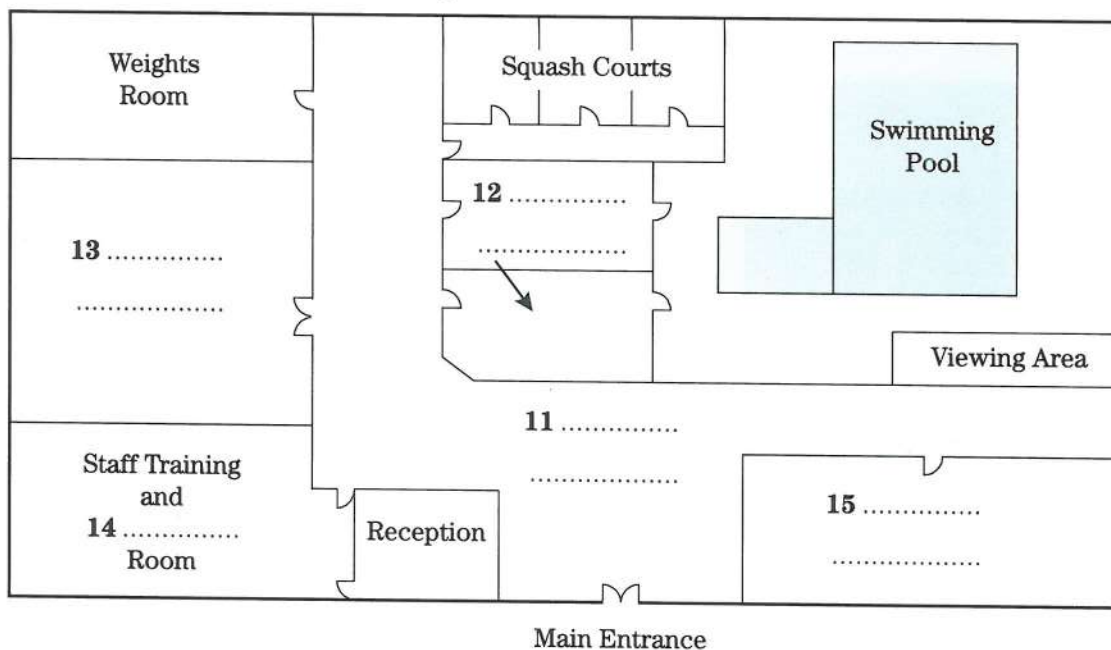 Weights
Room
Squash Courts
Swimming
Pool
12 ....................
.........................
13 ....................
.........................
Viewing Area
11 ....................
.........................
Staff Training
and
14 ....................
Room
Reception
15 ....................
.........................
Main Entrance